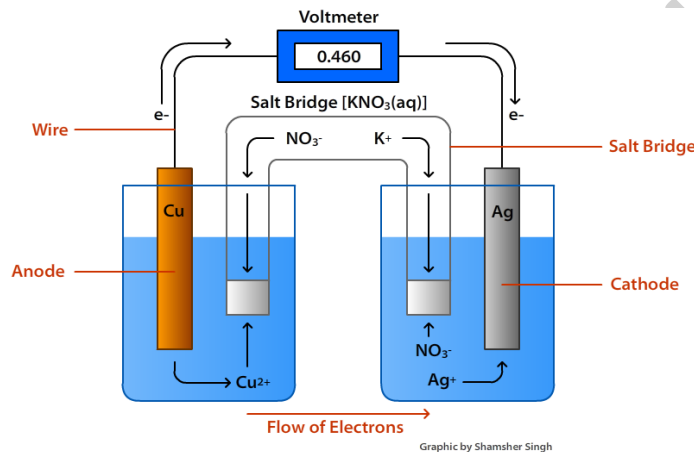 Voltmeter
0.460
e-
e-
Salt Bridge [KNO₃(aq)]
Wire
NO₃-
K+
Salt Bridge
Cu
Ag
Anode
Cathode
NO₃-
Cu²⁺
Ag+
Flow of Electrons
Graphic by Shamsher Singh